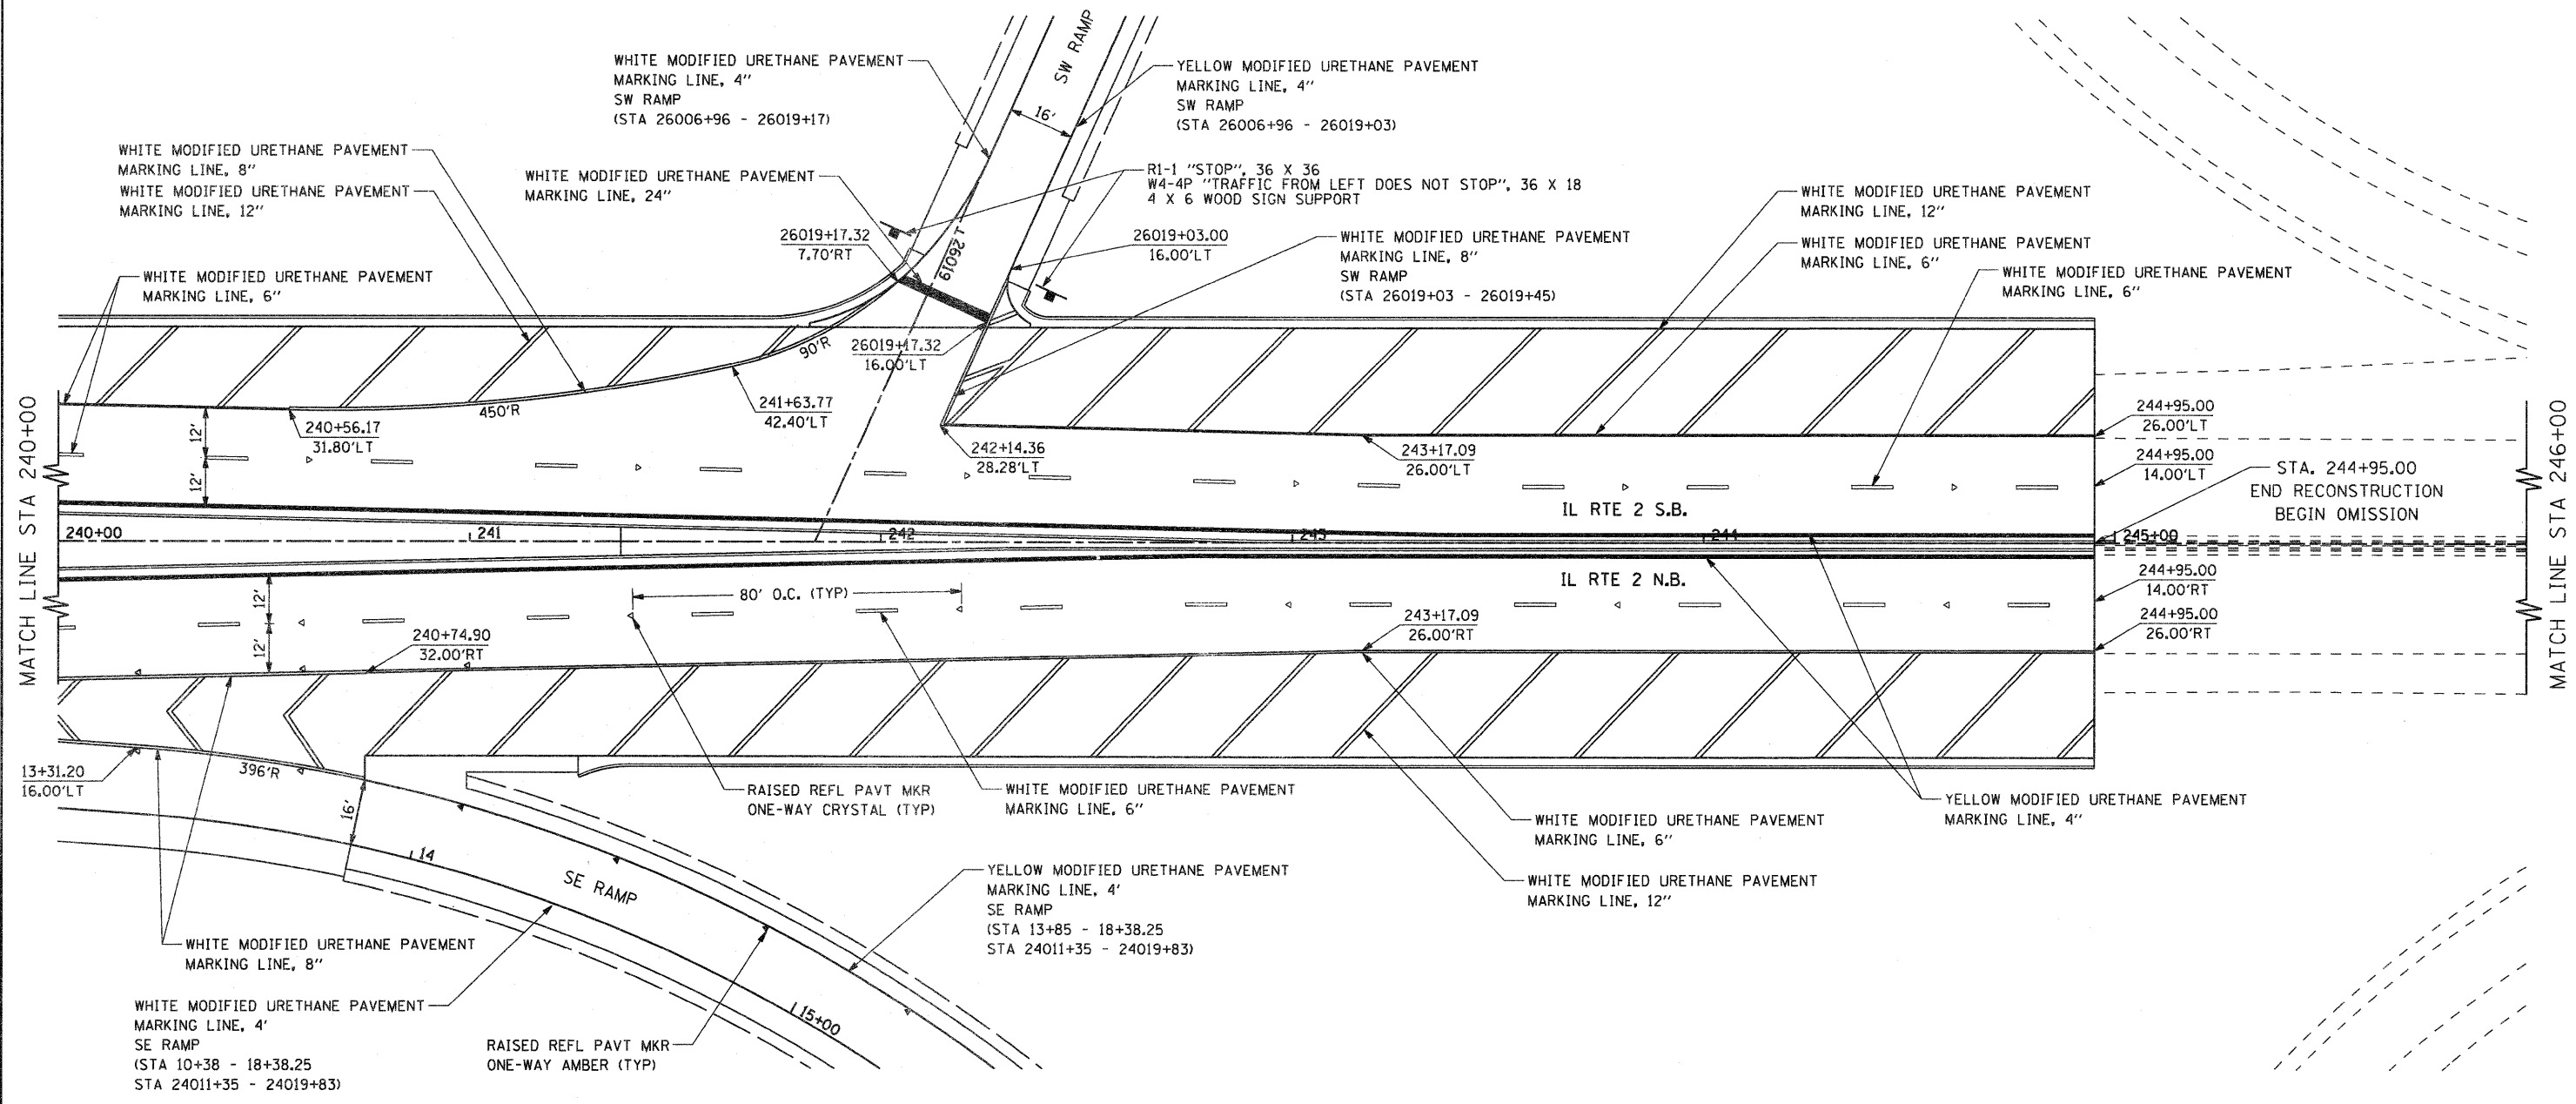 SW RAMP
WHITE MODIFIED URETHANE PAVEMENT
MARKING LINE, 4"
SW RAMP
(STA 26006+96 - 26019+17)
YELLOW MODIFIED URETHANE PAVEMENT
MARKING LINE, 4"
SW RAMP
(STA 26006+96 - 26019+03)
16'
WHITE MODIFIED URETHANE PAVEMENT
MARKING LINE, 8"
WHITE MODIFIED URETHANE PAVEMENT
MARKING LINE, 12"
WHITE MODIFIED URETHANE PAVEMENT
MARKING LINE, 24"
R1-1 "STOP", 36 X 36
W4-4P "TRAFFIC FROM LEFT DOES NOT STOP", 36 X 18
4 X 6 WOOD SIGN SUPPORT
WHITE MODIFIED URETHANE PAVEMENT
MARKING LINE, 12"
26019+17.32
7.70'RT
26019
26019+03.00
16.00'LT
WHITE MODIFIED URETHANE PAVEMENT
MARKING LINE, 8"
SW RAMP
(STA 26019+03 - 26019+45)
WHITE MODIFIED URETHANE PAVEMENT
MARKING LINE, 6"
WHITE MODIFIED URETHANE PAVEMENT
MARKING LINE, 6"
WHITE MODIFIED URETHANE PAVEMENT
MARKING LINE, 6"
90'R
26019+17.32
16.00'LT
450'R
241+63.77
42.40'LT
240+56.17
31.80'LT
12'
12'
242+14.36
28.28'LT
243+17.09
26.00'LT
244+95.00
26.00'LT
244+95.00
14.00'LT
STA. 244+95.00
END RECONSTRUCTION
BEGIN OMISSION
MATCH LINE STA 240+00
MATCH LINE STA 246+00
IL RTE 2 S.B.
240+00
241
242
243
244
245+00
IL RTE 2 N.B.
80' O.C. (TYP)
12'
12'
240+74.90
32.00'RT
243+17.09
26.00'RT
244+95.00
14.00'RT
244+95.00
26.00'RT
13+31.20
16.00'LT
396'R
16'
RAISED REFL PAVT MKR
ONE-WAY CRYSTAL (TYP)
WHITE MODIFIED URETHANE PAVEMENT
MARKING LINE, 6"
WHITE MODIFIED URETHANE PAVEMENT
MARKING LINE, 6"
YELLOW MODIFIED URETHANE PAVEMENT
MARKING LINE, 4"
14
SE RAMP
YELLOW MODIFIED URETHANE PAVEMENT
MARKING LINE, 4'
SE RAMP
(STA 13+85 - 18+38.25
STA 24011+35 - 24019+83)
WHITE MODIFIED URETHANE PAVEMENT
MARKING LINE, 12"
WHITE MODIFIED URETHANE PAVEMENT
MARKING LINE, 8"
WHITE MODIFIED URETHANE PAVEMENT
MARKING LINE, 4'
SE RAMP
(STA 10+38 - 18+38.25
STA 24011+35 - 24019+83)
15+00
RAISED REFL PAVT MKR
ONE-WAY AMBER (TYP)